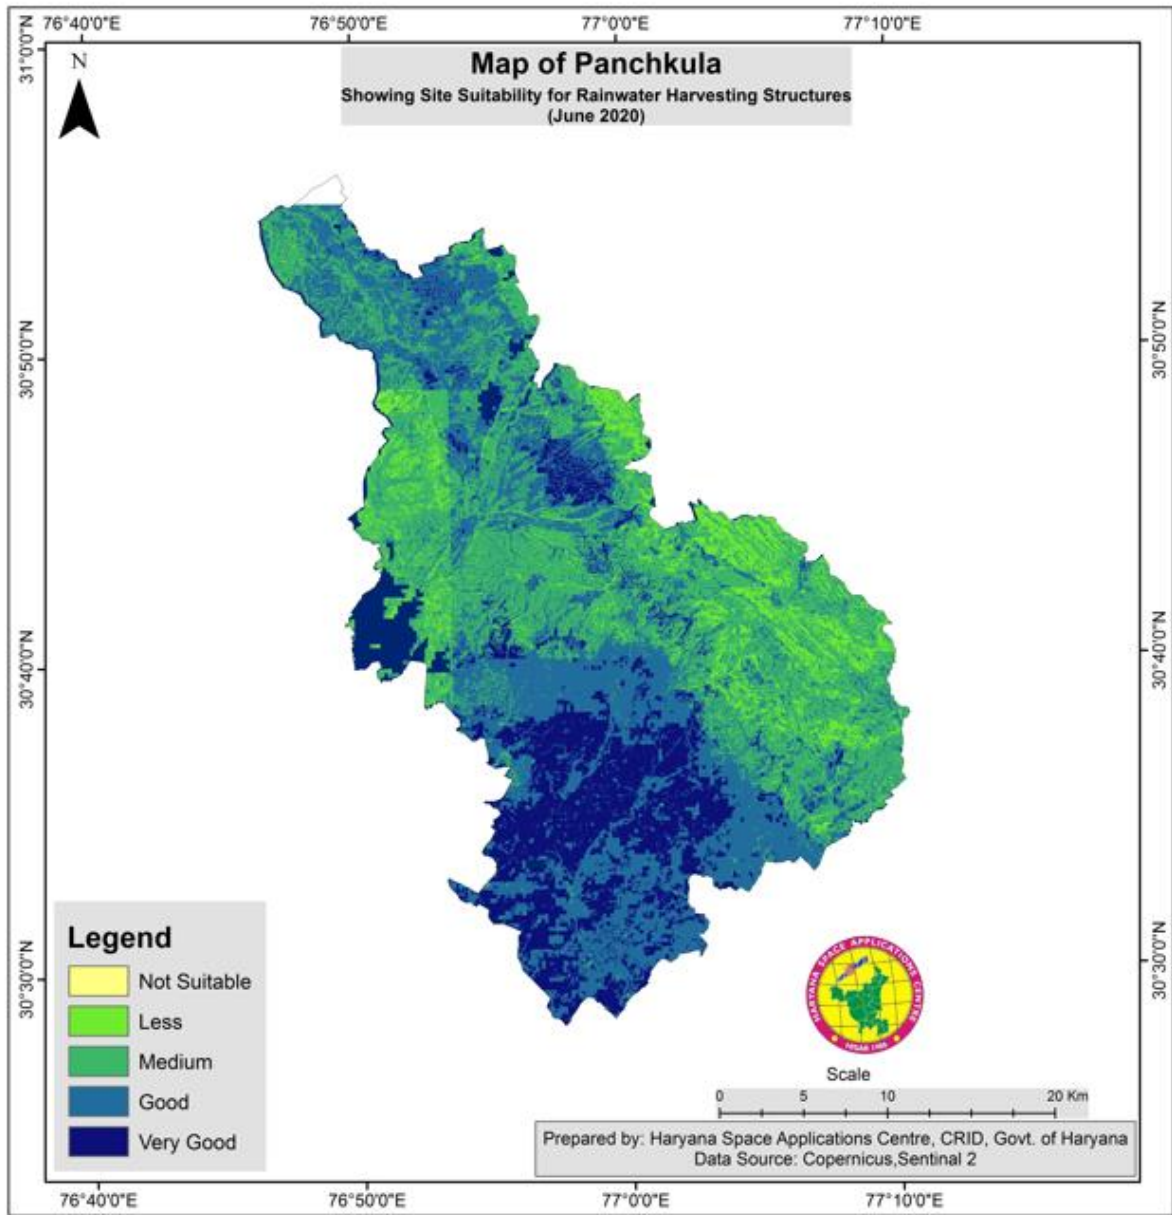 76°40'0"E 76°50'0"E 77°0'0"E 77°10'0"E
31°0'0"N
N
Map of Panchkula
Showing Site Suitability for Rainwater Harvesting Structures
(June 2020)
30°50'0"N 30°50'0"N
30°40'0"N 30°40'0"N
30°30'0"N 30°30'0"N
Legend
Not Suitable
Less
Medium
Good
Very Good
HARYANA SPACE APPLICATIONS CENTRE
Scale
0 5 10 20 Km
Prepared by: Haryana Space Applications Centre, CRID, Govt. of Haryana
Data Source: Copernicus,Sentinal 2
76°40'0"E 76°50'0"E 77°0'0"E 77°10'0"E